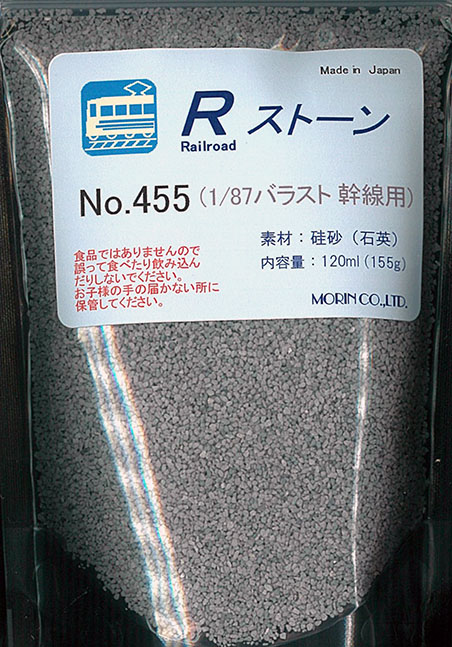 Made in Japan
R ストーン
Railroad
No.455 (1/87バラスト 幹線用)
素材：硅砂（石英）
内容量：120ml (155g)
食品ではありませんので
誤って食べたり飲み込ん
だりしないでください。
お子様の手の届かない所に
保管してください。
MORIN CO.,LTD.